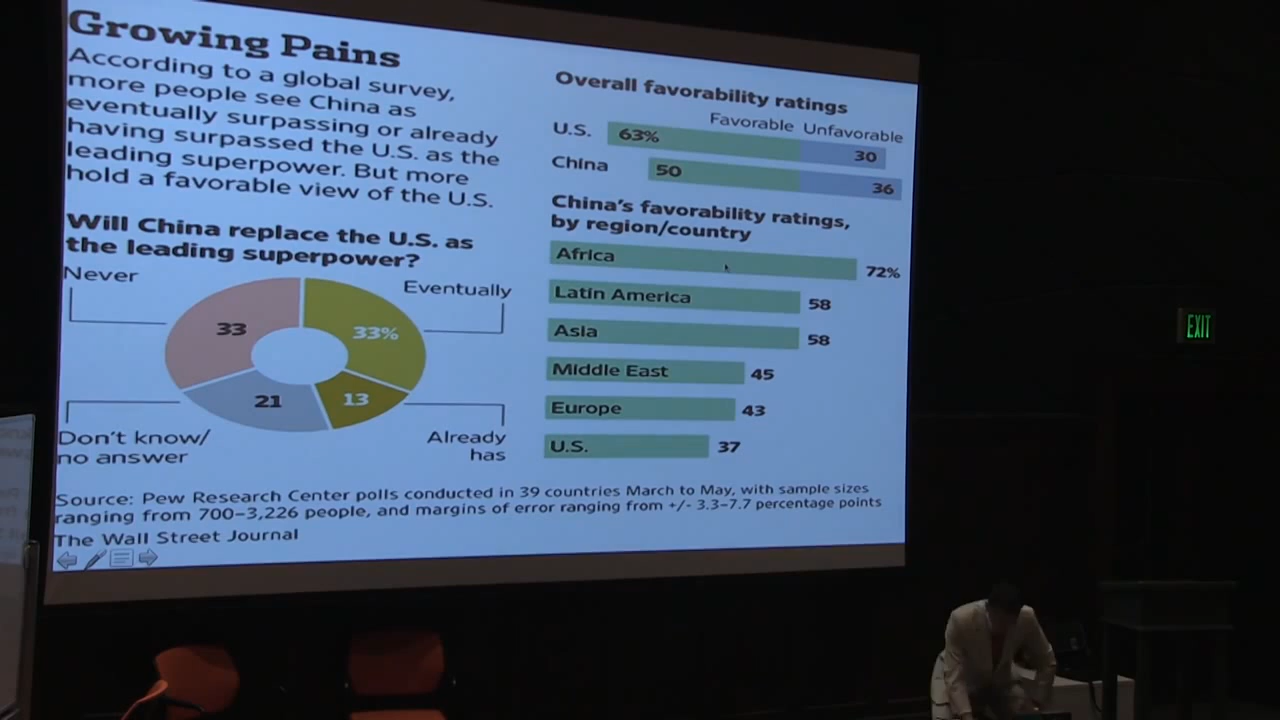 Growing Pains
According to a global survey,
more people see China as
eventually surpassing or already
having surpassed the U.S. as the
leading superpower. But more
hold a favorable view of the U.S.
Will China replace the U.S. as
the leading superpower?
Never
Eventually
33
33%
21
13
Don't know/
no answer
Already
has
Overall favorability ratings
Favorable Unfavorable
U.S. 63% 30
China 50 36
China's favorability ratings,
by region/country
Africa 72%
Latin America 58
Asia 58
Middle East 45
Europe 43
U.S. 37
Source: Pew Research Center polls conducted in 39 countries March to May, with sample sizes
ranging from 700–3,226 people, and margins of error ranging from +/- 3.3–7.7 percentage points
The Wall Street Journal
EXIT